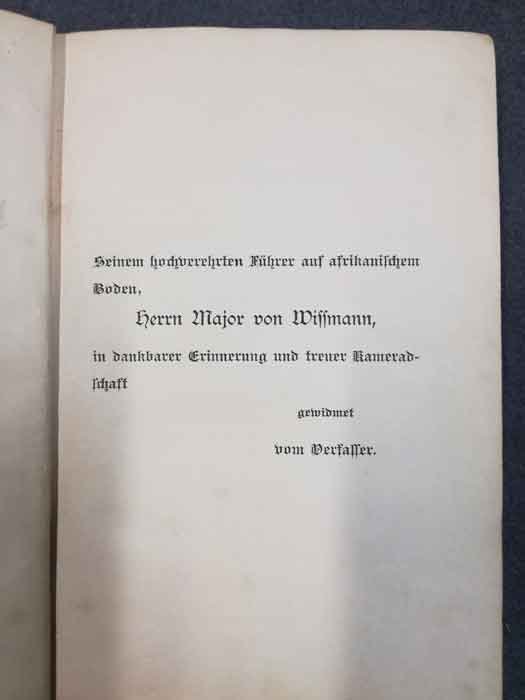 Seinem hochverehrten Führer auf afrikaniſchem
Boden,
Herrn Major von Wiſſmann,
in dankbarer Erinnerung und treuer Kamerad-
ſchaft
gewidmet
vom Verfaſſer.